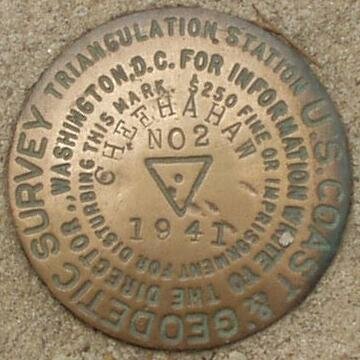 U.S. COAST & GEODETIC SURVEY
TRIANGULATION STATION
FOR INFORMATION WRITE TO THE DIRECTOR, WASHINGTON, D.C.
$250 FINE OR IMPRISONMENT FOR DISTURBING THIS MARK.
CHEEHAHAW
NO 2
1941